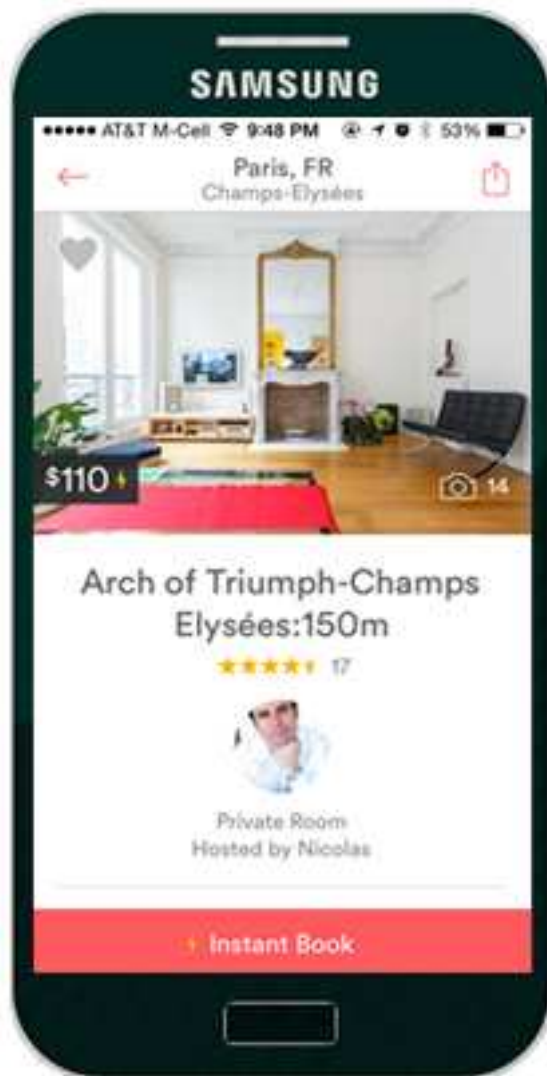 SAMSUNG
AT&T M-Cell 9:48 PM 53%
Paris, FR
Champs-Elysées
$110
14
Arch of Triumph-Champs
Elysées:150m
17
Private Room
Hosted by Nicolas
Instant Book